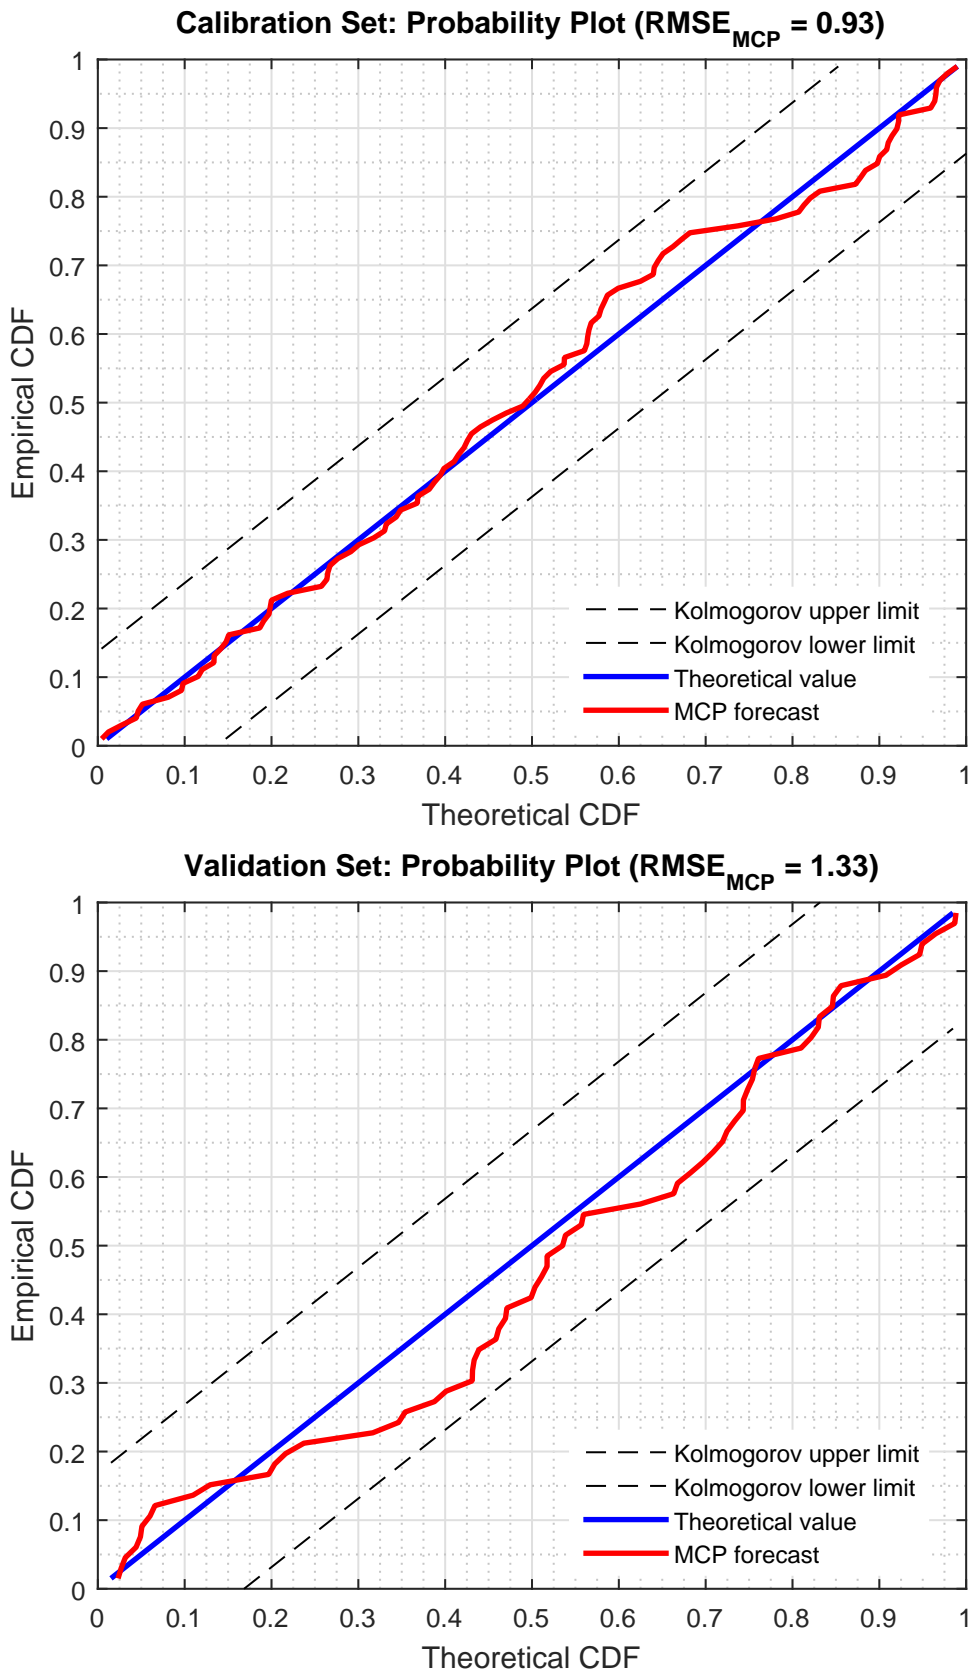 Calibration Set: Probability Plot (RMSE_MCP = 0.93)
1
0.9
0.8
0.7
0.6
0.5
0.4
0.3
0.2
0.1
0
Empirical CDF
Kolmogorov upper limit
Kolmogorov lower limit
Theoretical value
MCP forecast
0 0.1 0.2 0.3 0.4 0.5 0.6 0.7 0.8 0.9 1
Theoretical CDF
Validation Set: Probability Plot (RMSE_MCP = 1.33)
1
0.9
0.8
0.7
0.6
0.5
0.4
0.3
0.2
0.1
0
Empirical CDF
Kolmogorov upper limit
Kolmogorov lower limit
Theoretical value
MCP forecast
0 0.1 0.2 0.3 0.4 0.5 0.6 0.7 0.8 0.9 1
Theoretical CDF